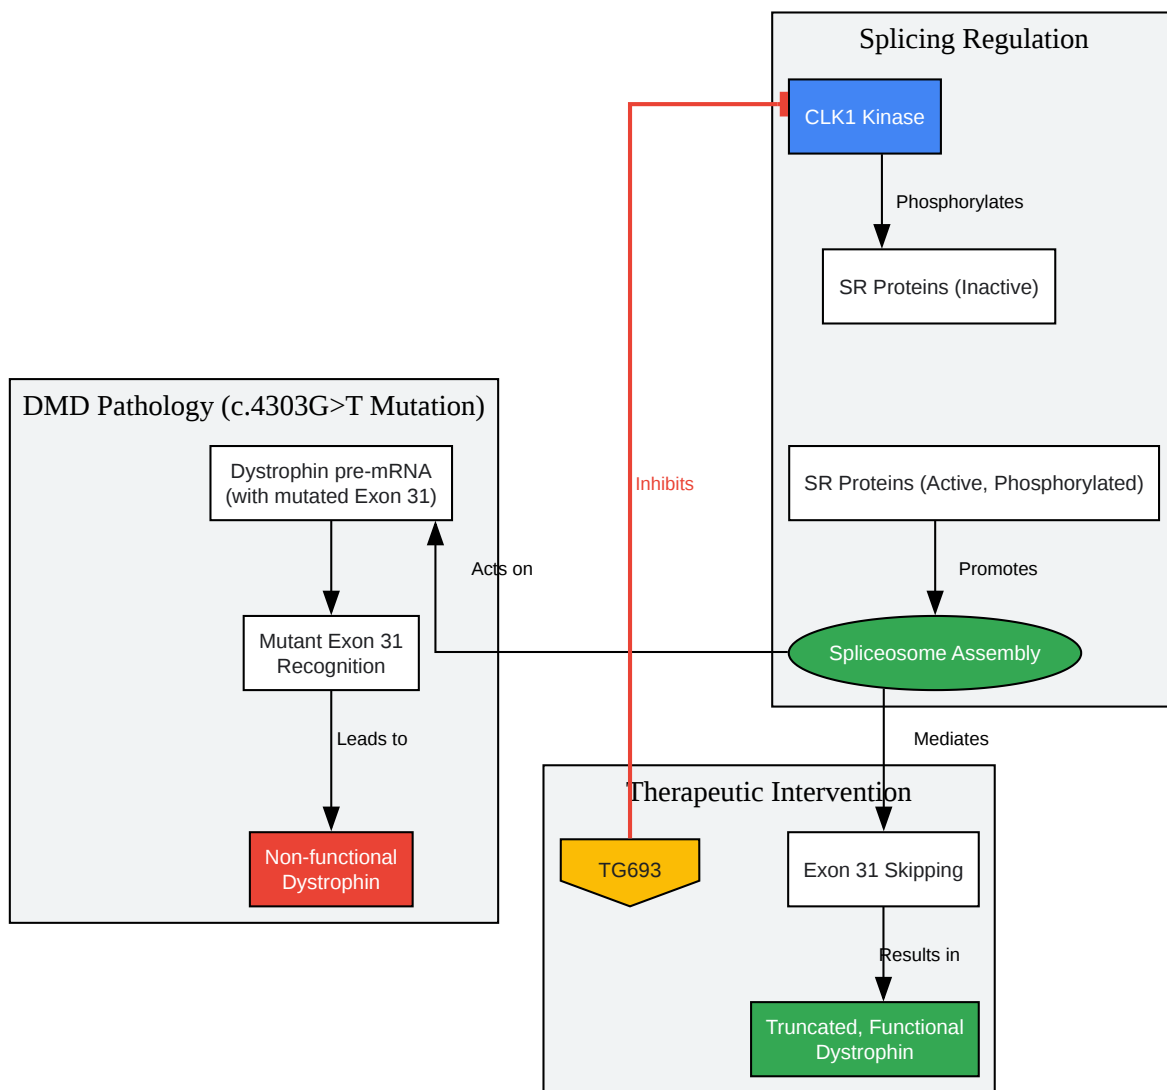 Splicing Regulation
CLK1 Kinase
Phosphorylates
SR Proteins (Inactive)
DMD Pathology (c.4303G>T Mutation)
Dystrophin pre-mRNA
(with mutated Exon 31)
Inhibits
SR Proteins (Active, Phosphorylated)
Acts on
Promotes
Mutant Exon 31
Recognition
Spliceosome Assembly
Leads to
Mediates
Therapeutic Intervention
Non-functional
Dystrophin
TG693
Exon 31 Skipping
Results in
Truncated, Functional
Dystrophin